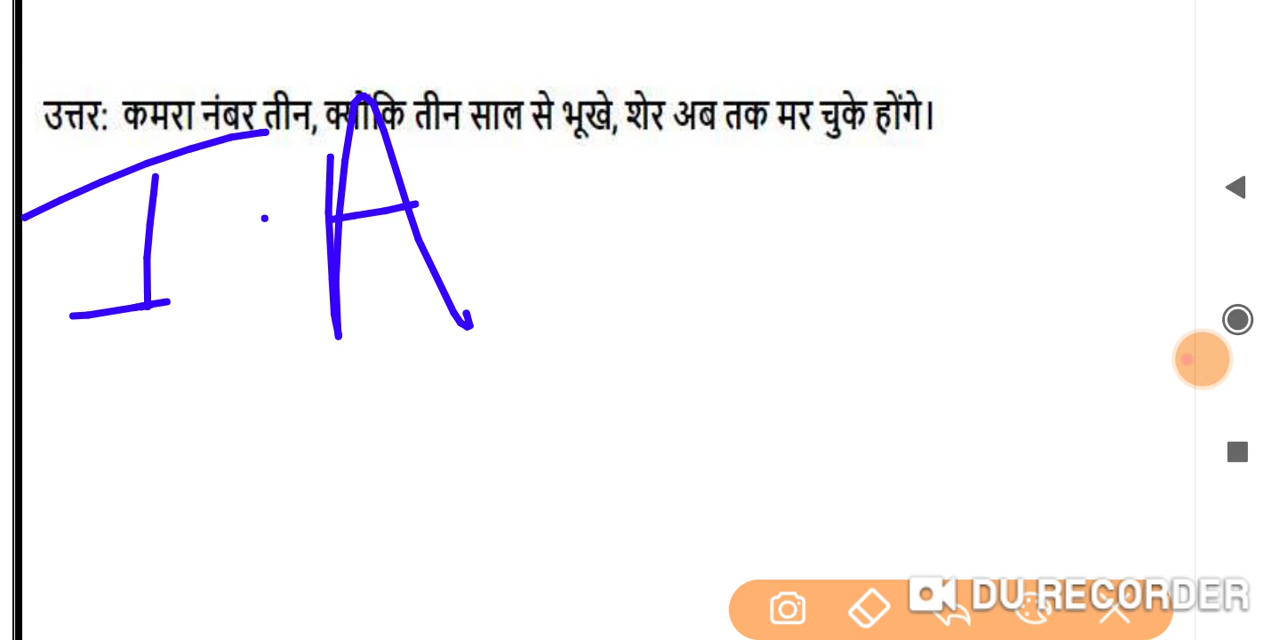 उत्तर: कमरा नंबर तीन, क्योंकि तीन साल से भूखे, शेर अब तक मर चुके होंगे।
I . A
DU RECORDER